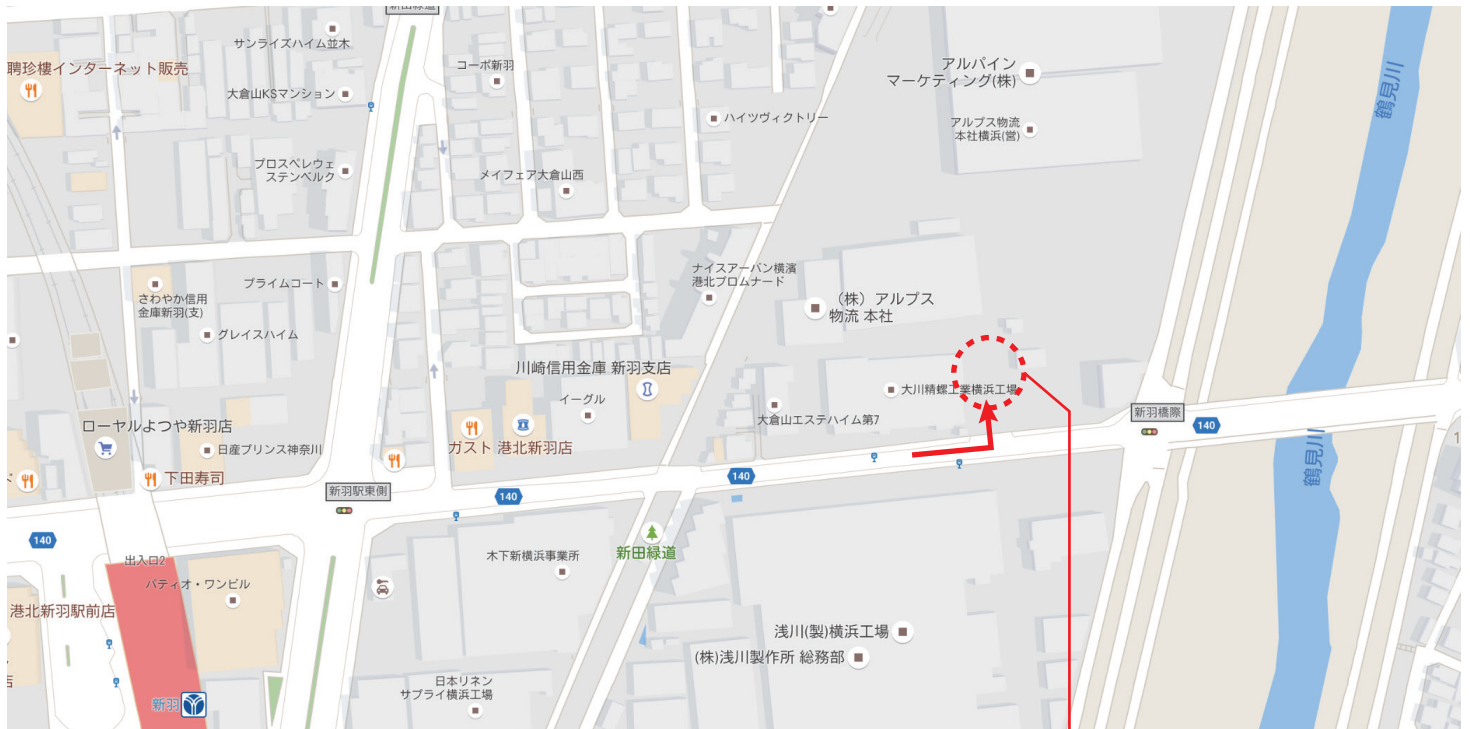 新田緑道
サンライズハイム並木
聘珍樓インターネット販売
コーポ新羽
アルパイン
マーケティング(株)
鶴見川
大倉山KSマンション
ハイツヴィクトリー
アルプス物流
本社横浜(営)
プロスペレウェ
ステンベルク
メイフェア大倉山西
ナイスアーバン横濱
港北プロムナード
プライムコート
さわやか信用
金庫新羽(支)
(株) アルプス
物流 本社
グレイスハイム
川崎信用金庫 新羽支店
イーグル
大川精螺工業横浜工場
大倉山エステハイム第7
新羽橋際
140
ローヤルよつや新羽店
日産プリンス神奈川
ガスト 港北新羽店
鶴見川
ド
下田寿司
新羽駅東側
140
140
140
出入口2
木下新横浜事業所
新田緑道
パティオ・ワンビル
港北新羽駅前店
浅川(製)横浜工場
(株)浅川製作所 総務部
店
日本リネン
サプライ横浜工場
新羽